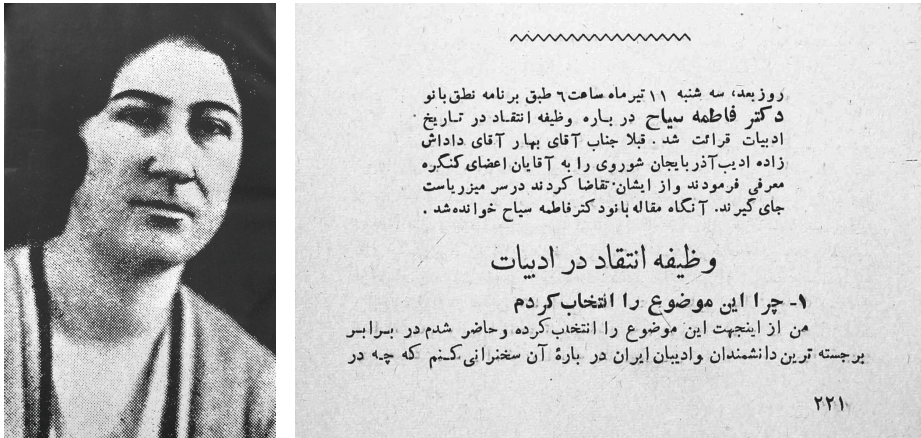 روز بعد، سه شنبه ۱۱ تیرماه ساعت ۶ طبق برنامه نطق بانو
دکتر فاطمه سیاح در باره وظیفه انتقاد در تاریخ
ادبیات قرائت شد. قبلا جناب آقای بهار آقای داداش
زاده ادیب آذربایجان شوروی را به آقایان اعضای کنگره
معرفی فرمودند و از ایشان تقاضا کردند در سر میز ریاست
جای گیرند. آنگاه مقاله بانو دکتر فاطمه سیاح خوانده شد.
وظیفه انتقاد در ادبیات
۱- چرا این موضوع را انتخاب کردم
من از اینجهت این موضوع را انتخاب کرده و حاضر شدم در برابر
برجسته ترین دانشمندان و ادیبان ایران در بارهٔ آن سخنرانی کنم که چه در
۲۲۱